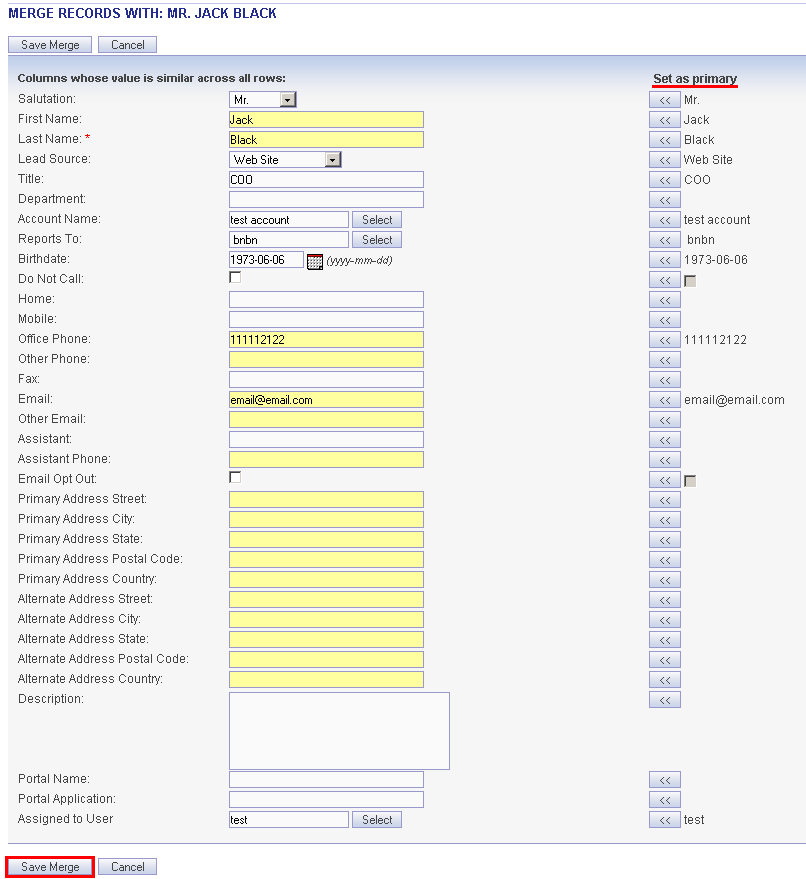 MERGE RECORDS WITH: MR. JACK BLACK
Save Merge Cancel
Columns whose value is similar across all rows: Set as primary
Salutation: Mr. << Mr.
First Name: Jack << Jack
Last Name: * Black << Black
Lead Source: Web Site << Web Site
Title: COO << COO
Department: <<
Account Name: test account Select << test account
Reports To: bnbn Select << bnbn
Birthdate: 1973-06-06 (yyyy-mm-dd) << 1973-06-06
Do Not Call: <<
Home: <<
Mobile: <<
Office Phone: 111112122 << 111112122
Other Phone: <<
Fax: <<
Email: email@email.com << email@email.com
Other Email: <<
Assistant: <<
Assistant Phone: <<
Email Opt Out: <<
Primary Address Street: <<
Primary Address City: <<
Primary Address State: <<
Primary Address Postal Code: <<
Primary Address Country: <<
Alternate Address Street: <<
Alternate Address City: <<
Alternate Address State: <<
Alternate Address Postal Code: <<
Alternate Address Country: <<
Description: <<
Portal Name: <<
Portal Application: <<
Assigned to User test Select << test
Save Merge Cancel